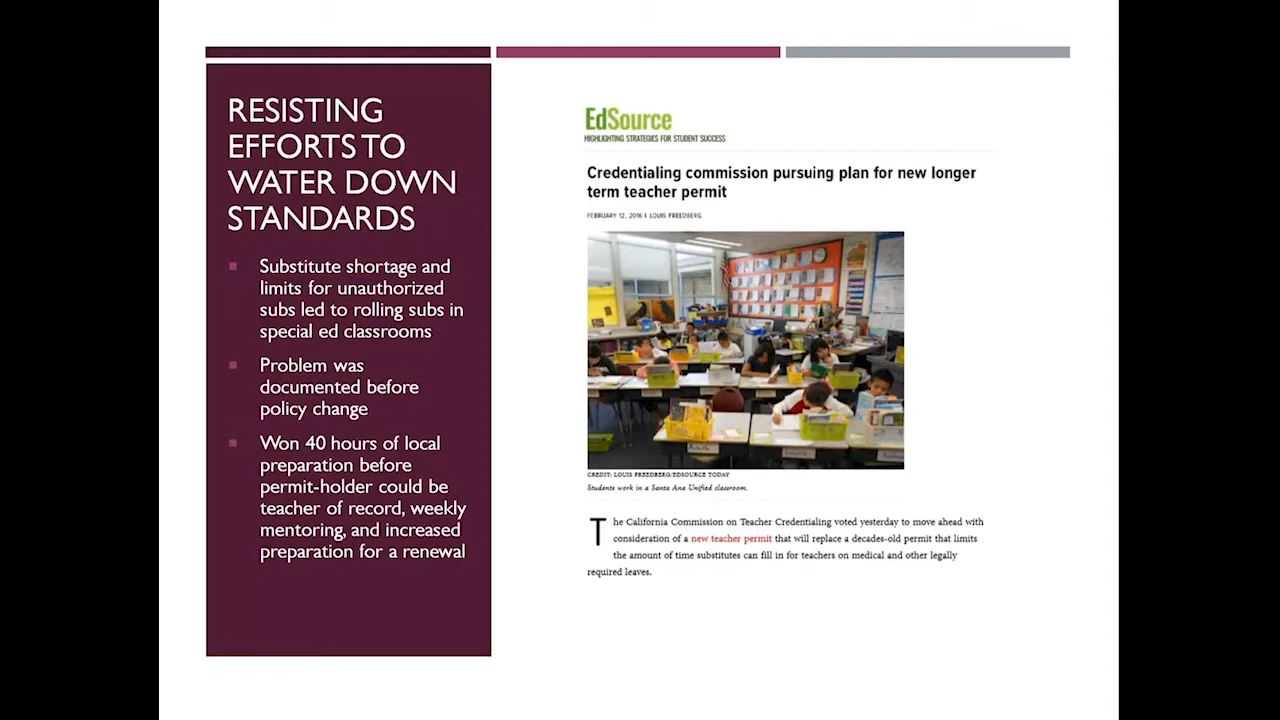 RESISTING
EFFORTS TO
WATER DOWN
STANDARDS
Substitute shortage and
limits for unauthorized
subs led to rolling subs in
special ed classrooms
Problem was
documented before
policy change
Won 40 hours of local
preparation before
permit-holder could be
teacher of record, weekly
mentoring, and increased
preparation for a renewal
EdSource
HIGHLIGHTING STRATEGIES FOR STUDENT SUCCESS
Credentialing commission pursuing plan for new longer
term teacher permit
FEBRUARY 12, 2016 | LOUIS FREEDBERG
CREDIT: LOUIS FREEDBERG/EDSOURCE TODAY
Students work in a Santa Ana Unified classroom.
The California Commission on Teacher Credentialing voted yesterday to move ahead with
consideration of a new teacher permit that will replace a decades-old permit that limits
the amount of time substitutes can fill in for teachers on medical and other legally
required leaves.